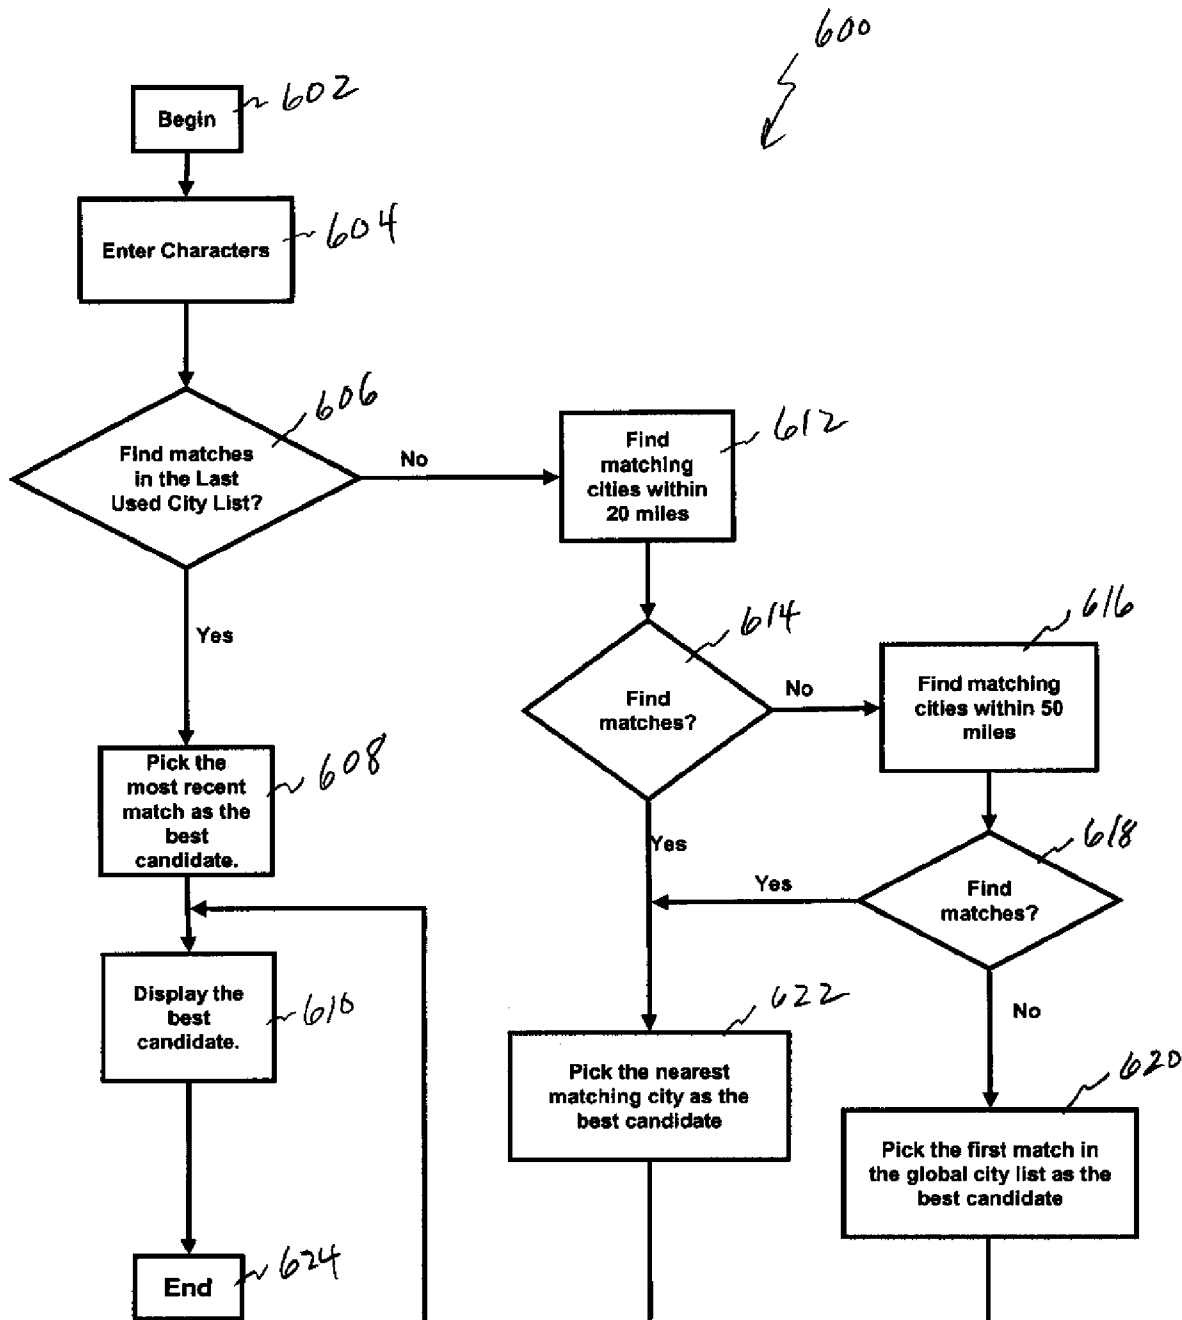 600
Begin
602
Enter Characters
604
Find matches
in the Last
Used City List?
606
No
Find
matching
cities within
20 miles
612
Yes
Find
matches?
614
No
Find matching
cities within 50
miles
616
Pick the
most recent
match as the
best
candidate.
608
Yes
Yes
Find
matches?
618
Display the
best
candidate.
610
Pick the nearest
matching city as the
best candidate
622
No
Pick the first match in
the global city list as the
best candidate
620
End
624